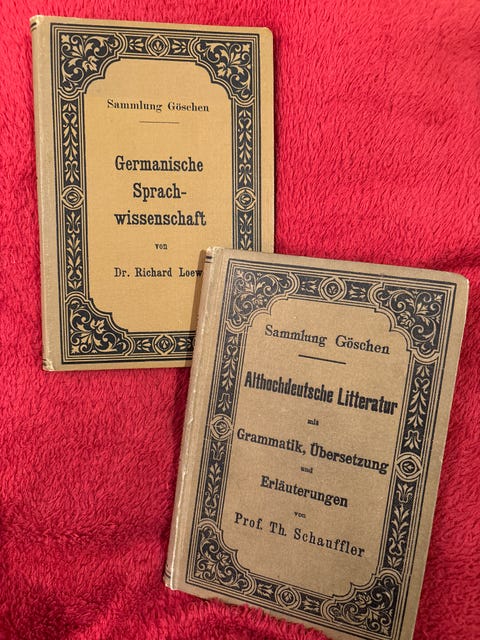 Sammlung Göschen
Germanische
Sprach-
wissenschaft
von
Dr. Richard Loew
Sammlung Göschen
Althochdeutsche Litteratur
mit
Grammatik, Übersetzung
und
Erläuterungen
von
Prof. Th. Schauffler